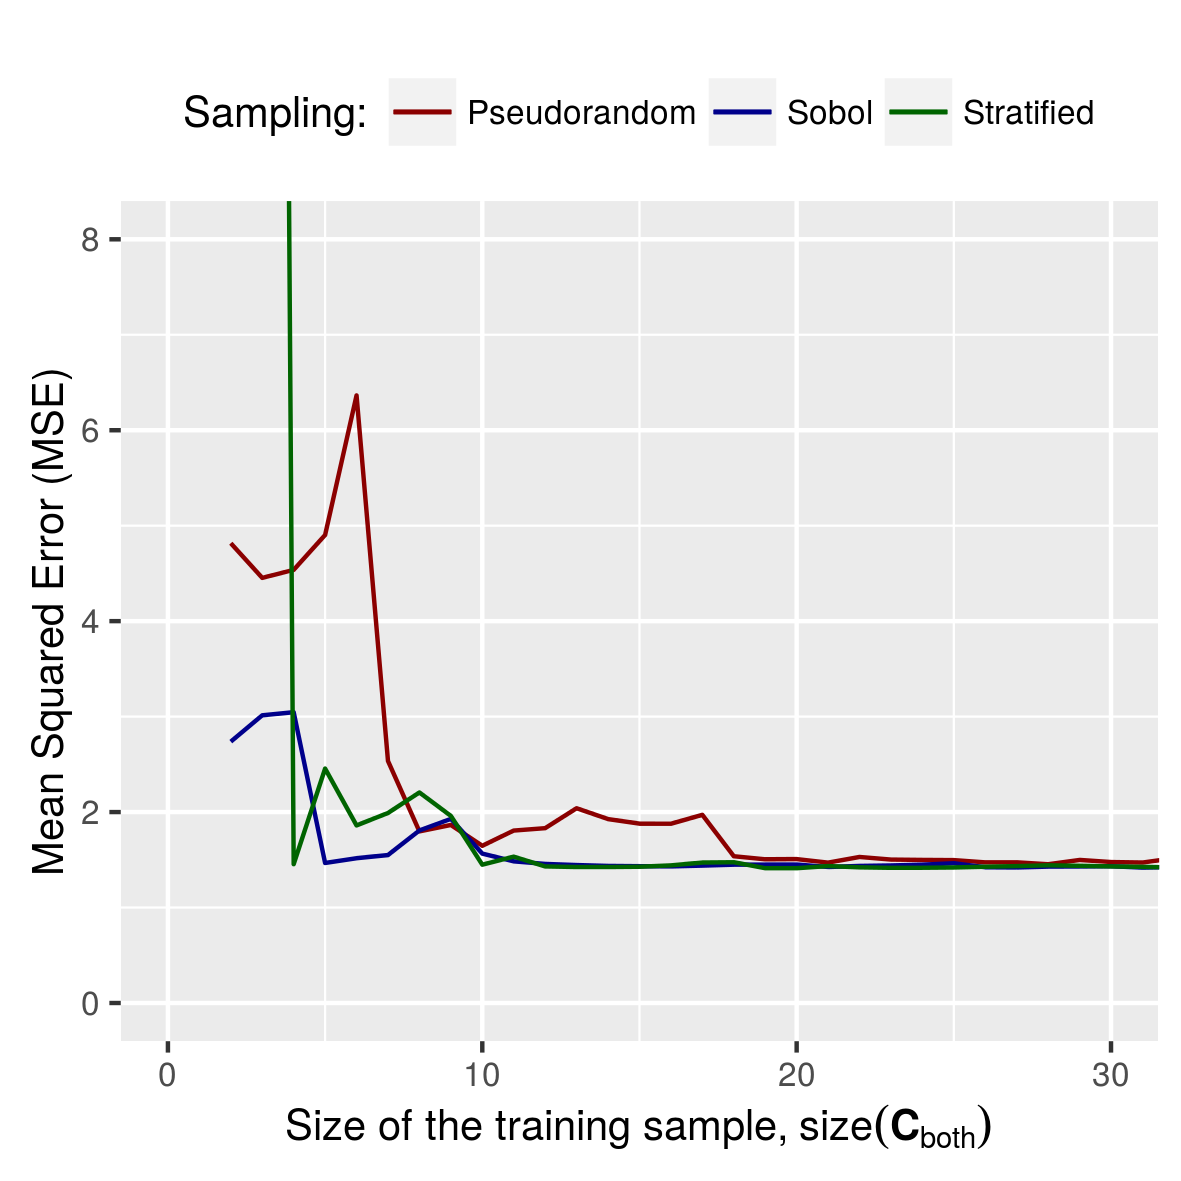 Sampling: Pseudorandom Sobol Stratified
Mean Squared Error (MSE)
8
6
4
2
0
0 10 20 30
Size of the training sample, size(C_both)